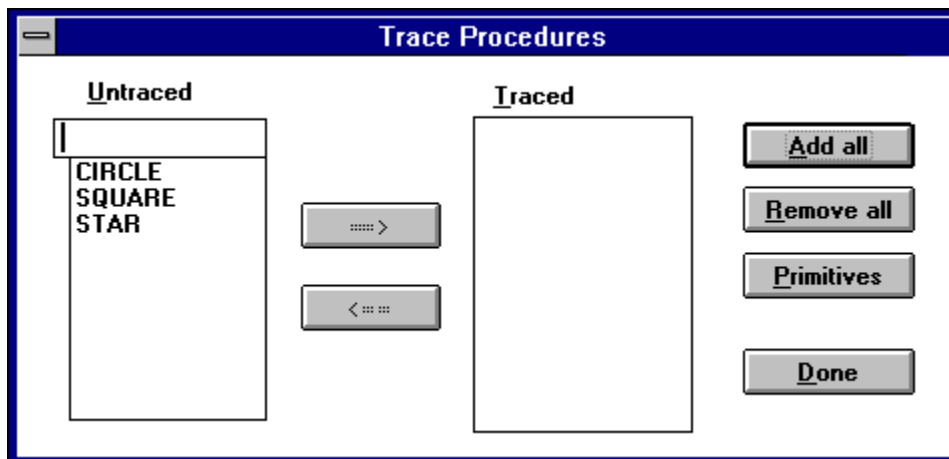 Trace Procedures
Untraced
CIRCLE
SQUARE
STAR
=====>
<=====
Traced
Add all
Remove all
Primitives
Done